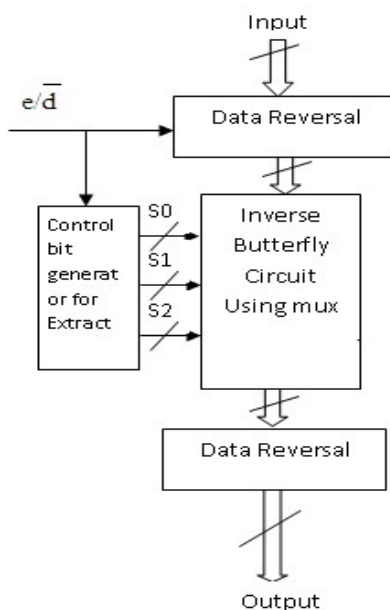 Input
e/d̅
Data Reversal
Control
bit
generat
or for
Extract
S0
S1
S2
Inverse
Butterfly
Circuit
Using mux
Data Reversal
Output